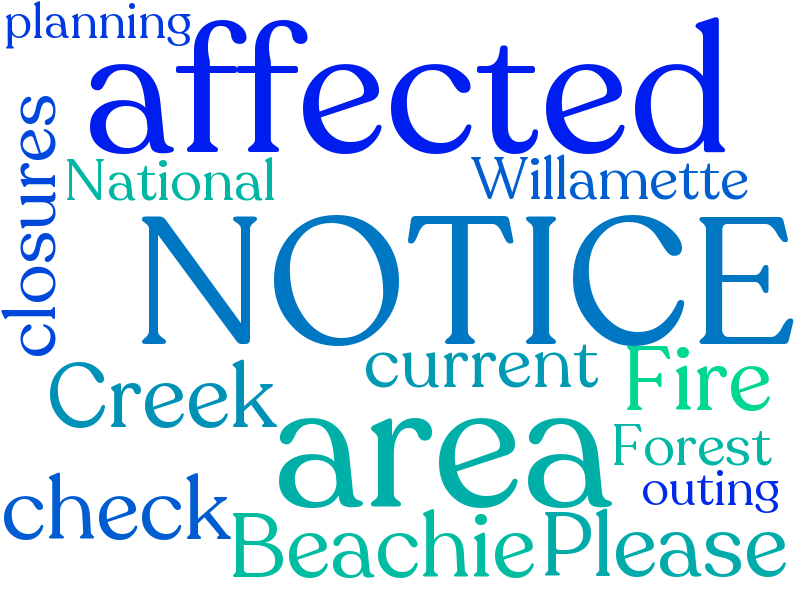 planning
affected
closures
National
Willamette
NOTICE
current
Fire
Creek
area
Forest
outing
check
Beachie
Please